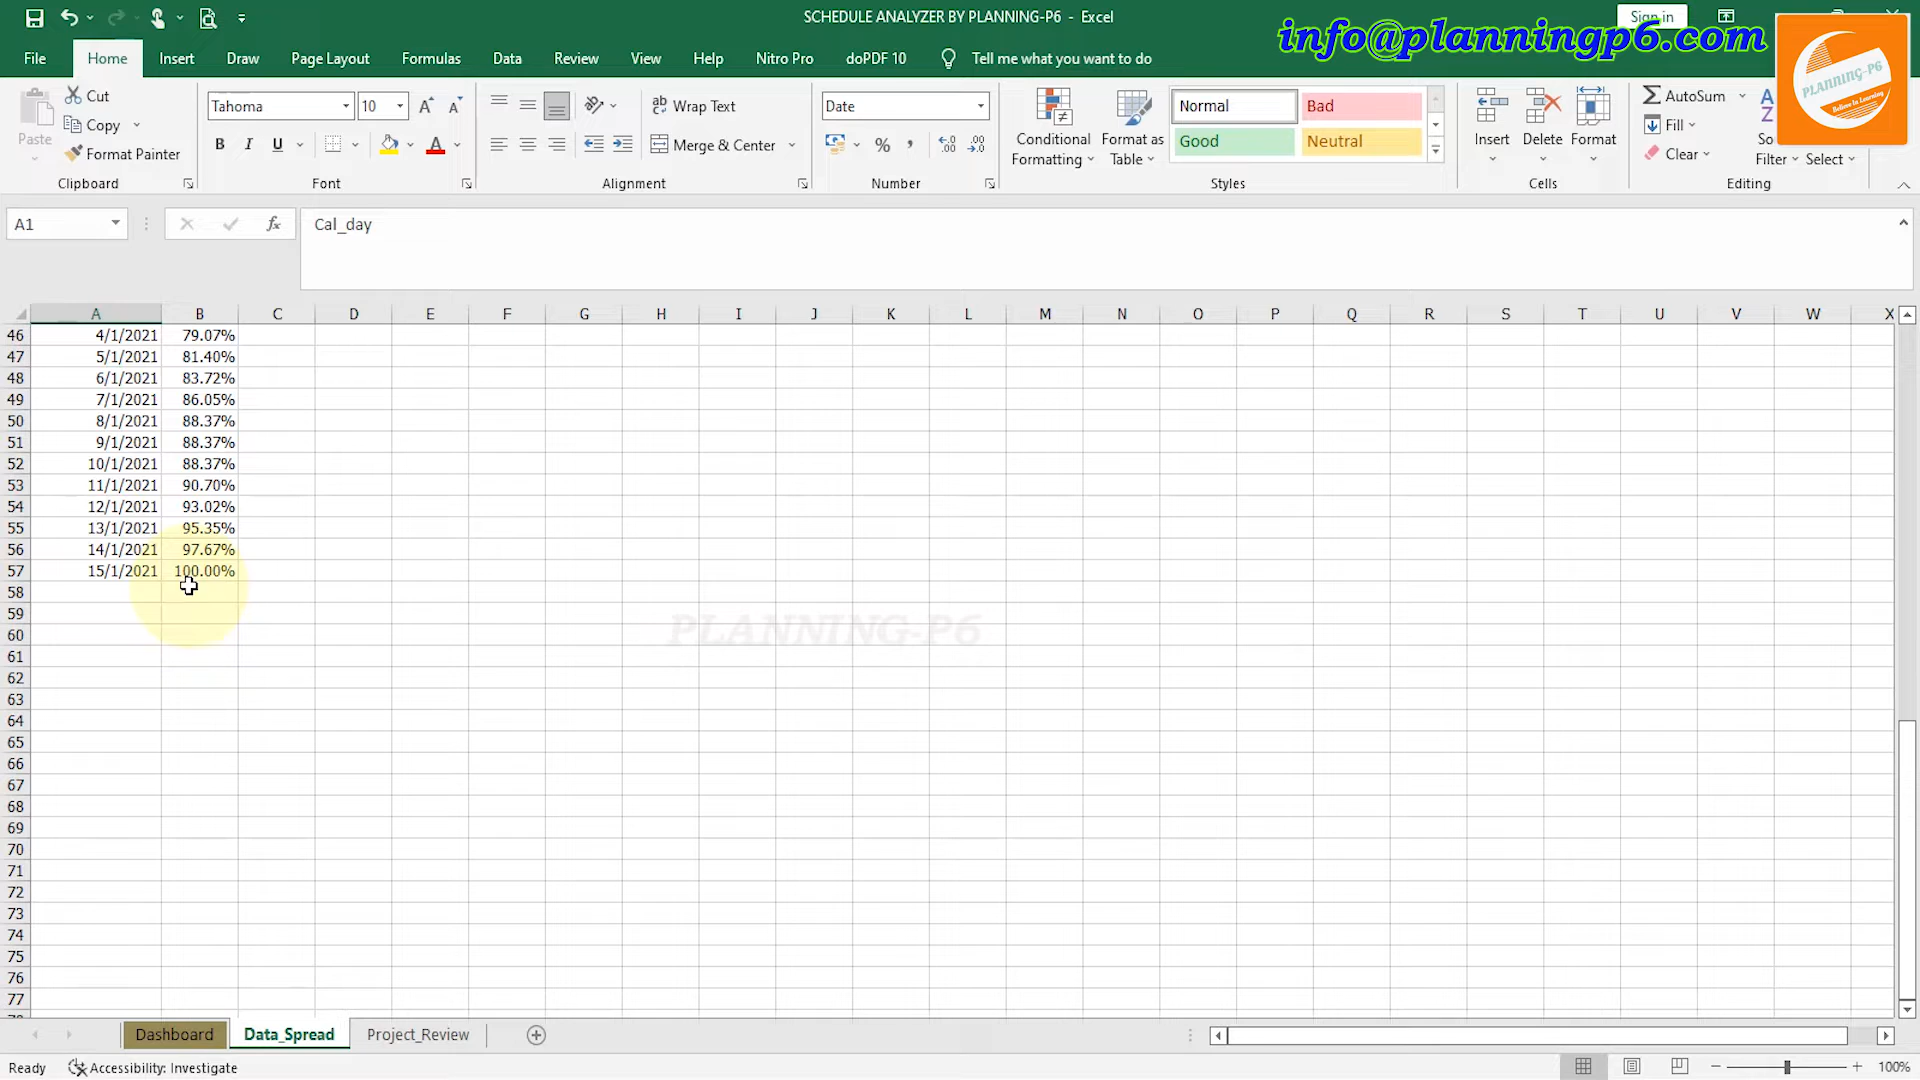 SCHEDULE ANALYZER BY PLANNING-P6 - Excel
Sign in
info@planningp6.com
PLANNING-P6
Believe In Learning
File Home Insert Draw Page Layout Formulas Data Review View Help Nitro Pro doPDF 10 Tell me what you want to do
Paste
Cut
Copy
Format Painter
Clipboard
Tahoma 10
B I U
Font
Wrap Text
Merge & Center
Alignment
Date
Number
Conditional Formatting
Format as Table
Normal Bad
Good Neutral
Styles
Insert Delete Format
Cells
AutoSum
Fill
Clear
So
Filter Select
Editing
A1 fx Cal_day
A B C D E F G H I J K L M N O P Q R S T U V W X
46 4/1/2021 79.07%
47 5/1/2021 81.40%
48 6/1/2021 83.72%
49 7/1/2021 86.05%
50 8/1/2021 88.37%
51 9/1/2021 88.37%
52 10/1/2021 88.37%
53 11/1/2021 90.70%
54 12/1/2021 93.02%
55 13/1/2021 95.35%
56 14/1/2021 97.67%
57 15/1/2021 100.00%
58
59
60
PLANNING-P6
61
62
63
64
65
66
67
68
69
70
71
72
73
74
75
76
77
Dashboard Data_Spread Project_Review
Ready Accessibility: Investigate 100%